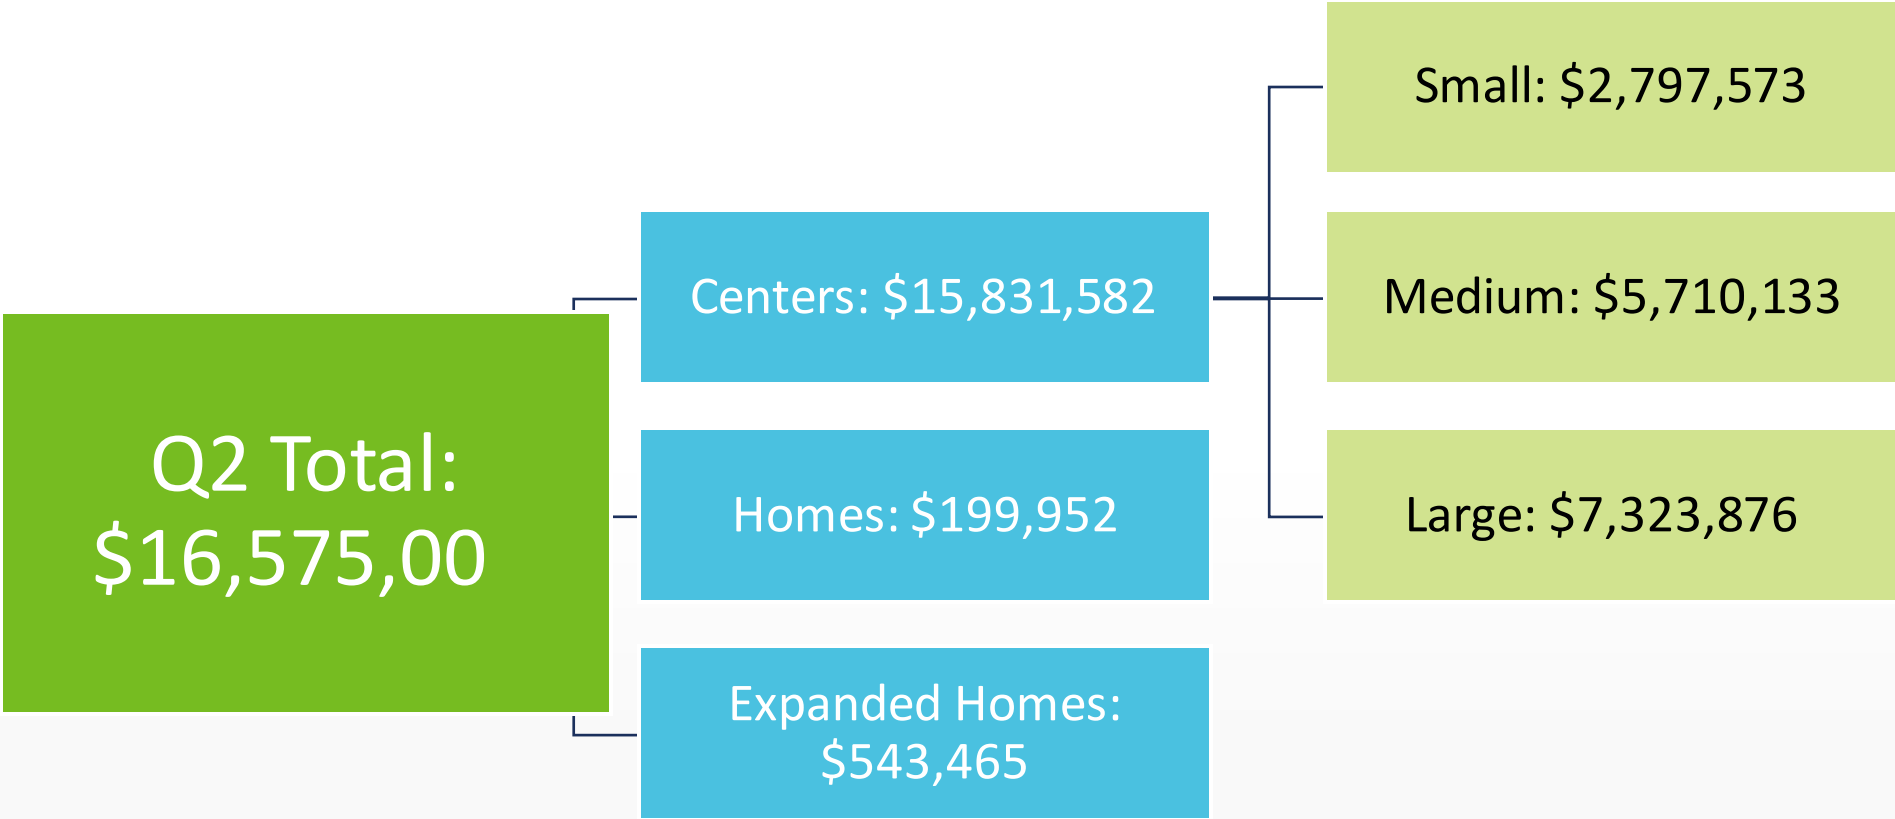 Q2 Total:
$16,575,00
Centers: $15,831,582
Homes: $199,952
Expanded Homes:
$543,465
Small: $2,797,573
Medium: $5,710,133
Large: $7,323,876